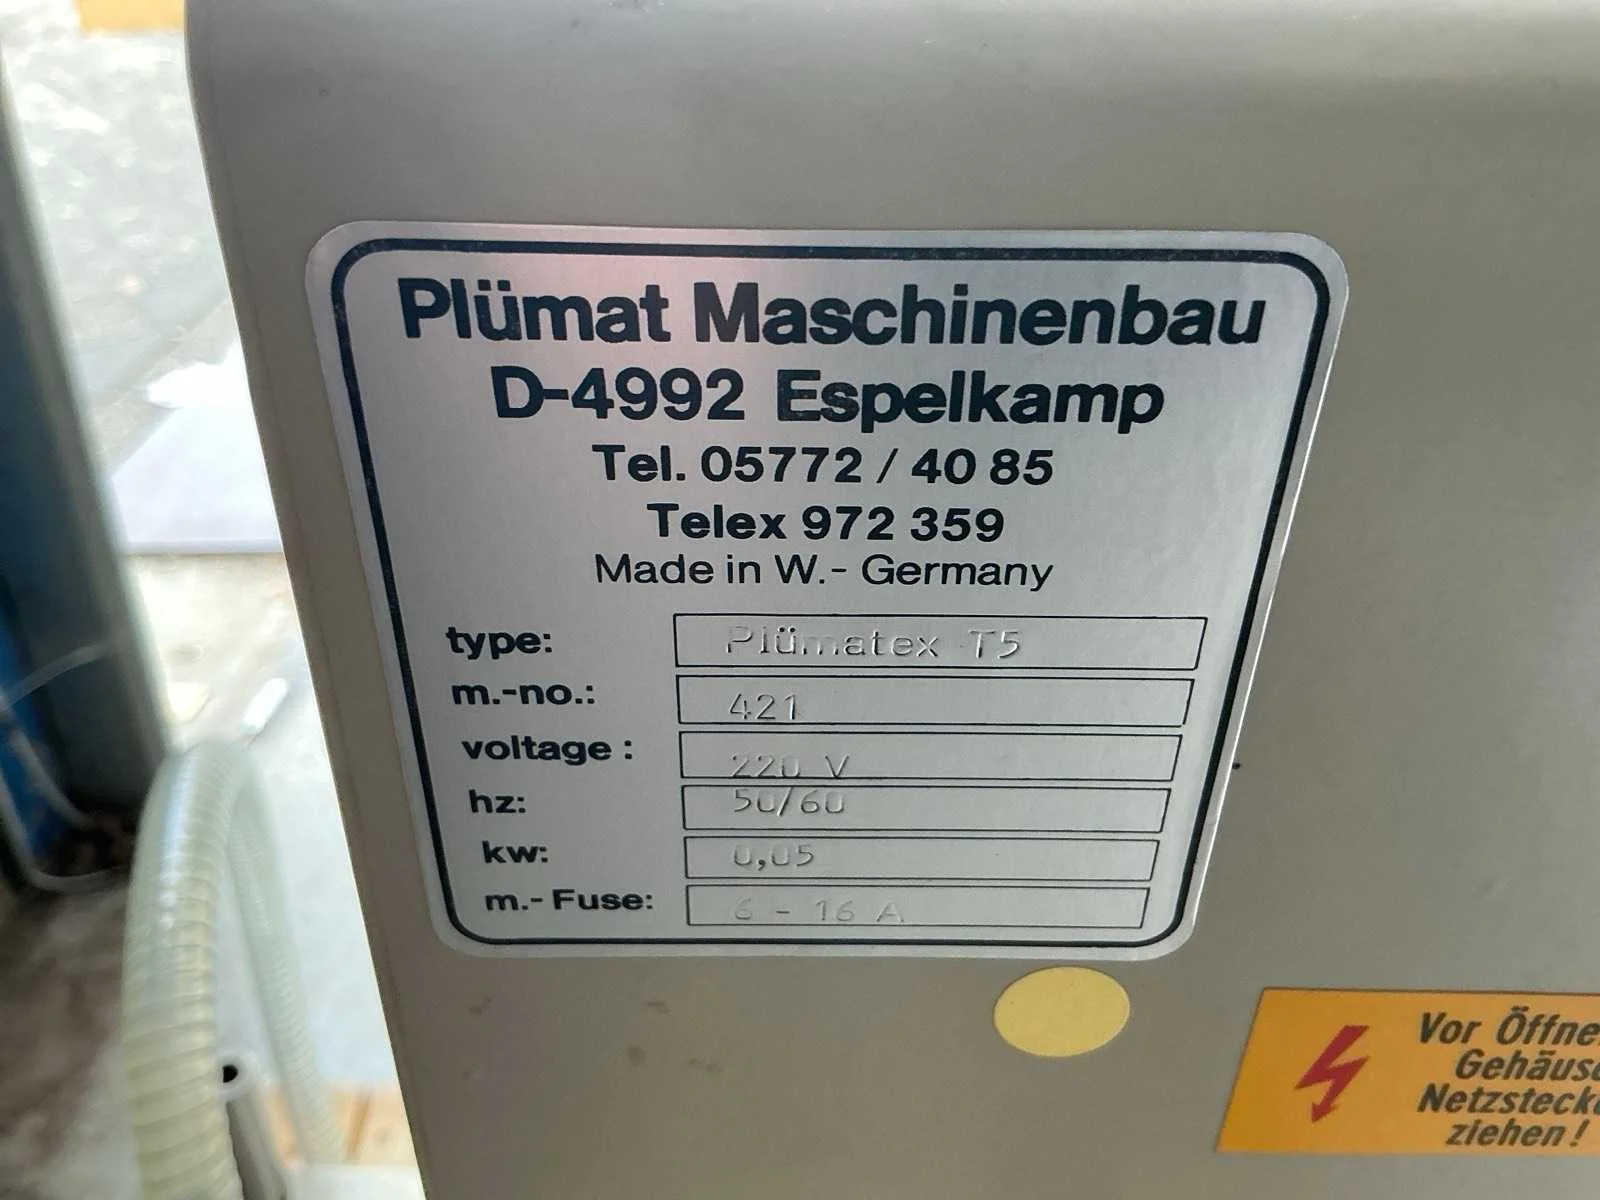 Plümat Maschinenbau
D-4992 Espelkamp
Tel. 05772 / 40 85
Telex 972 359
Made in W.- Germany
type: Plümatex T5
m.-no.: 421
voltage : 220 V
hz: 50/60
kw: 0,05
m.- Fuse: 6 - 16 A
Vor Öffne
Gehäuse
Netzstecke
ziehen!